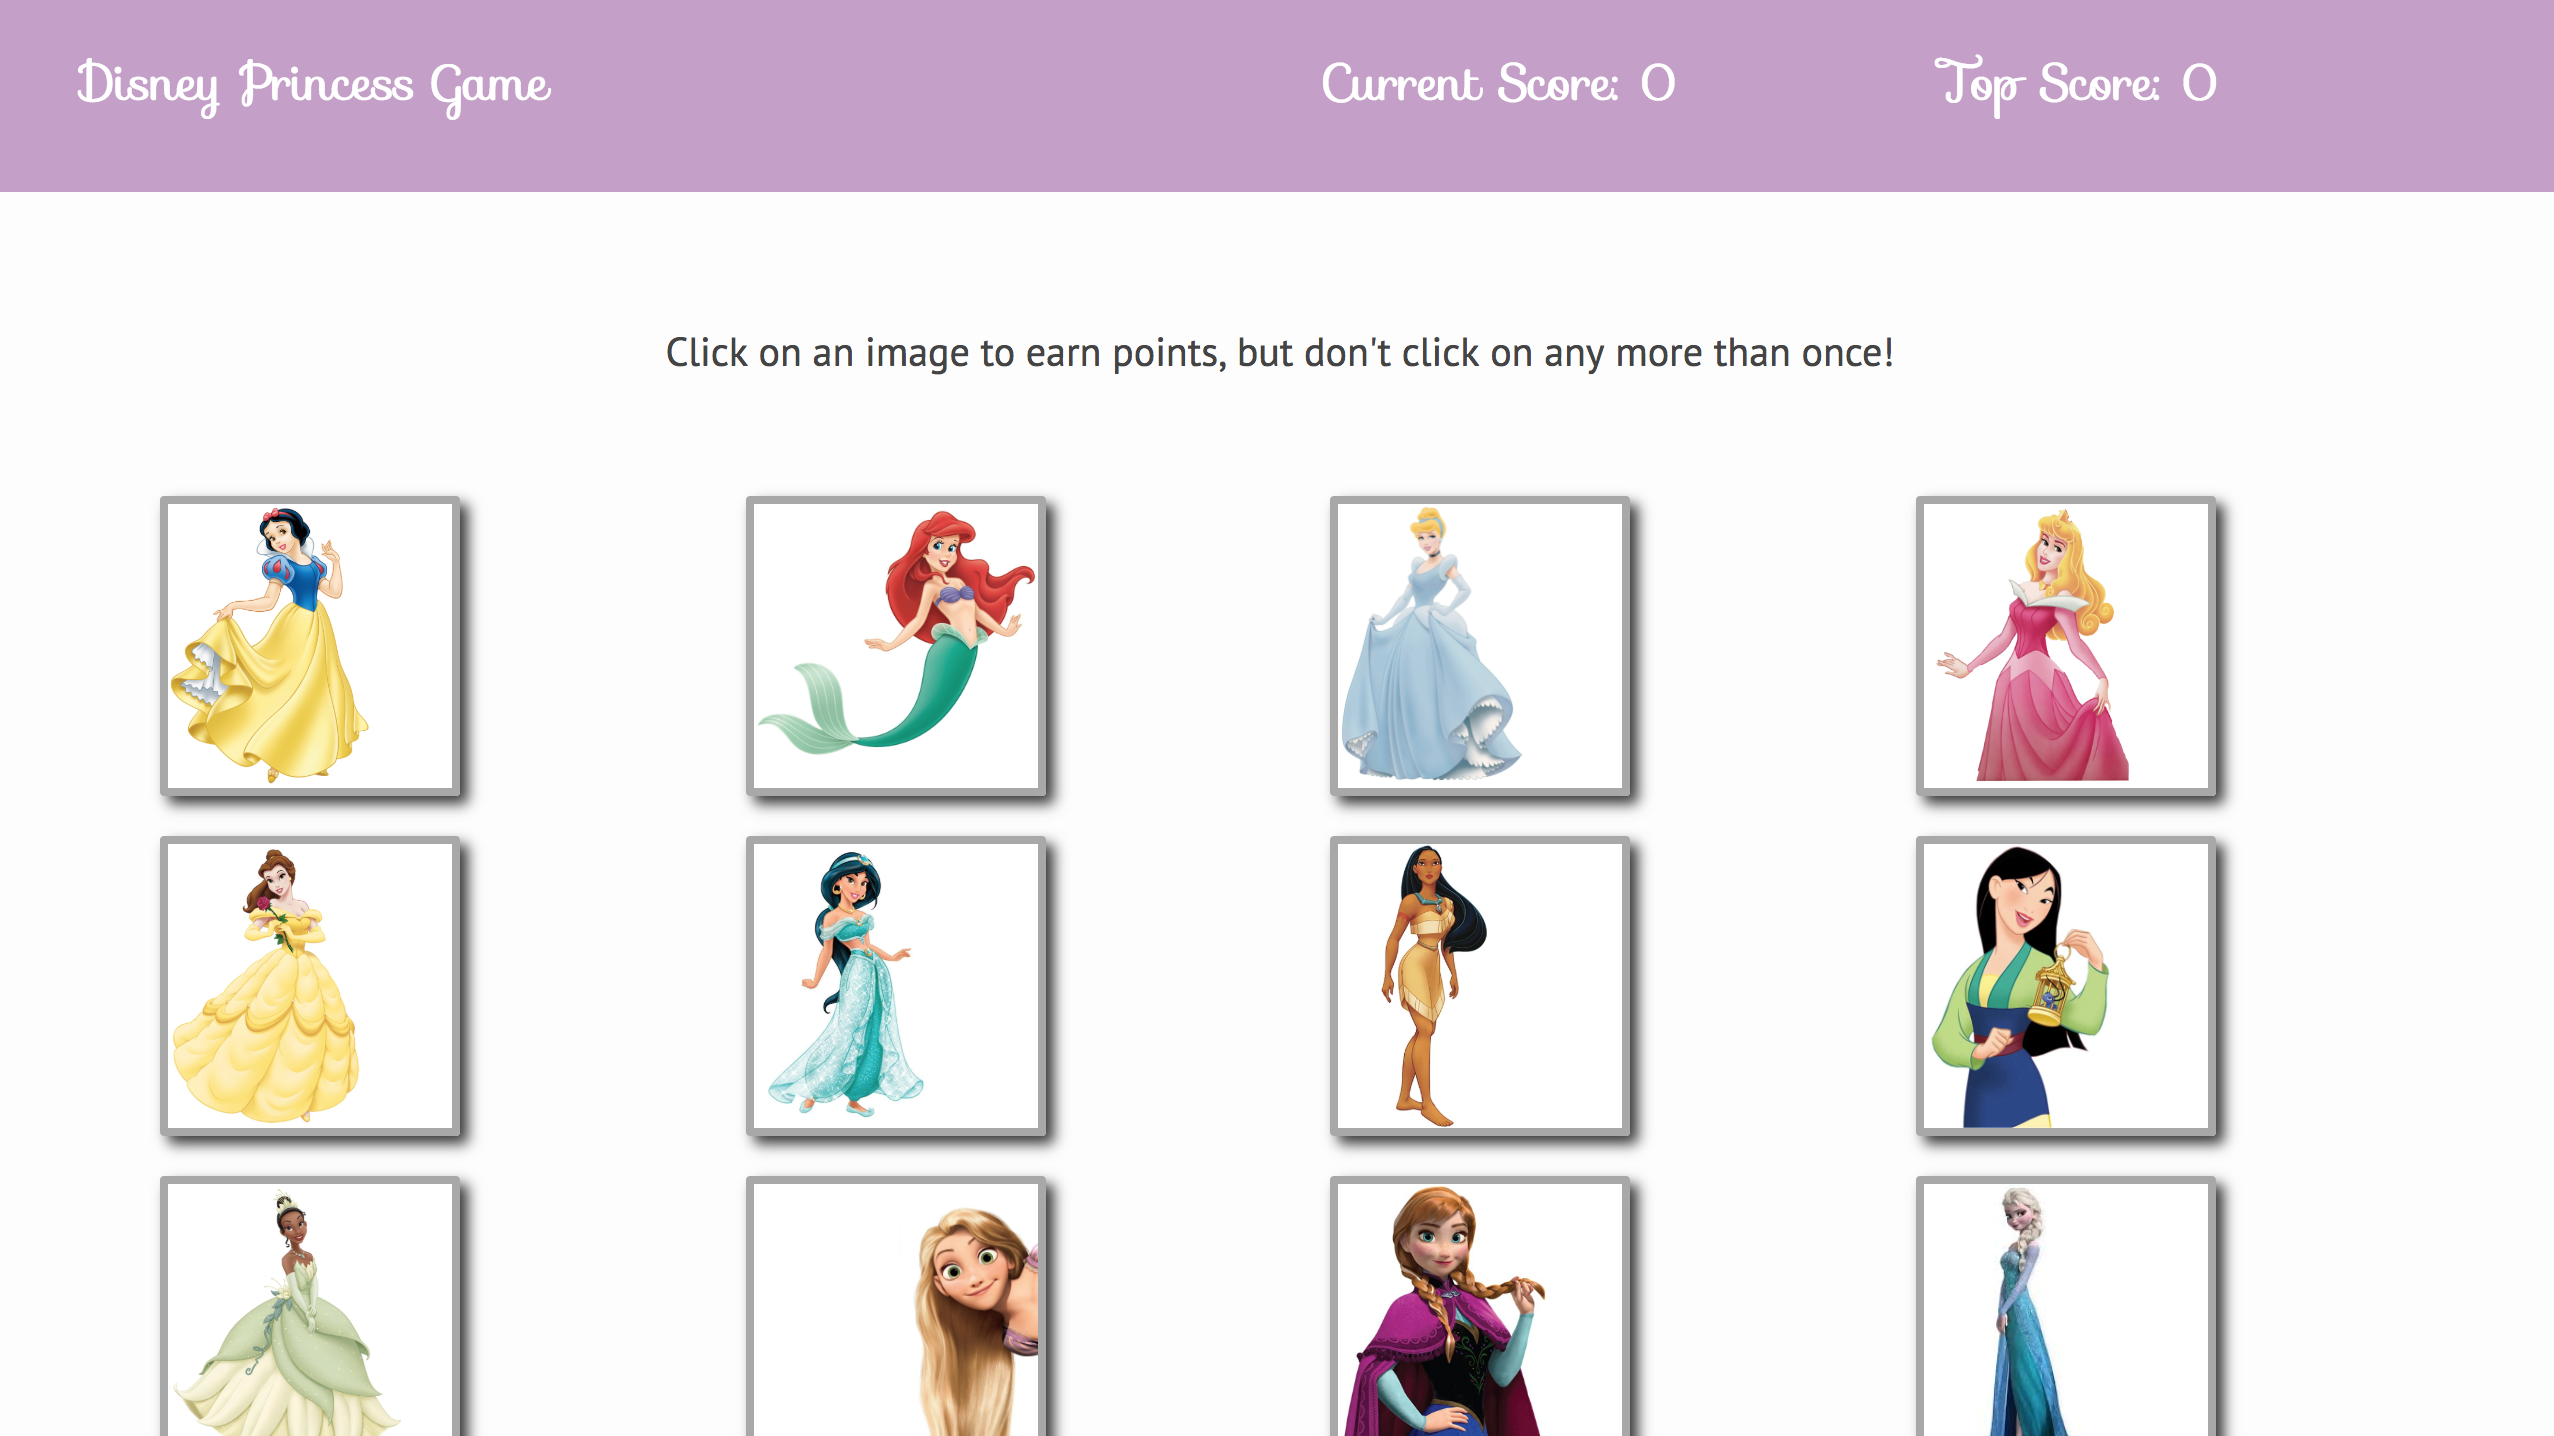 Disney Princess Game
Current Score: 0
Top Score: 0
Click on an image to earn points, but don't click on any more than once!